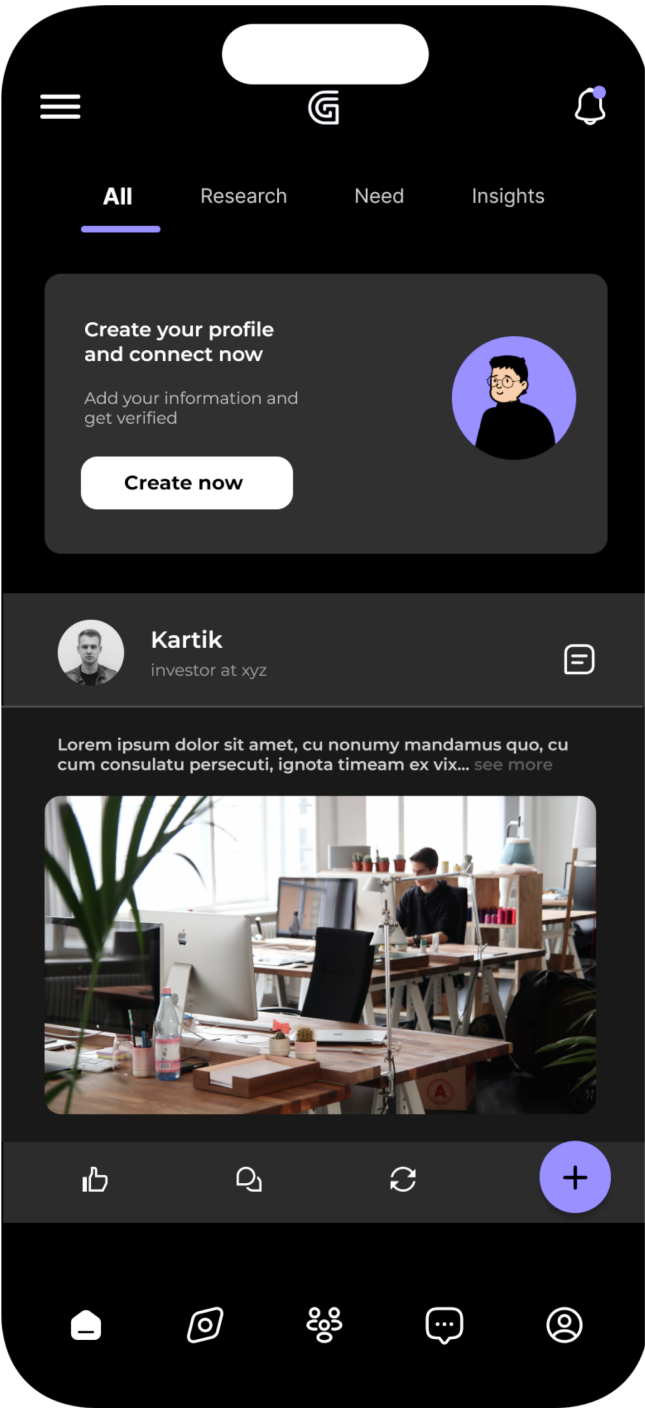 All Research Need Insights
Create your profile
and connect now
Add your information and
get verified
Create now
Kartik
investor at xyz
Lorem ipsum dolor sit amet, cu nonumy mandamus quo, cu
cum consulatu persecuti, ignota timeam ex vix... see more
A